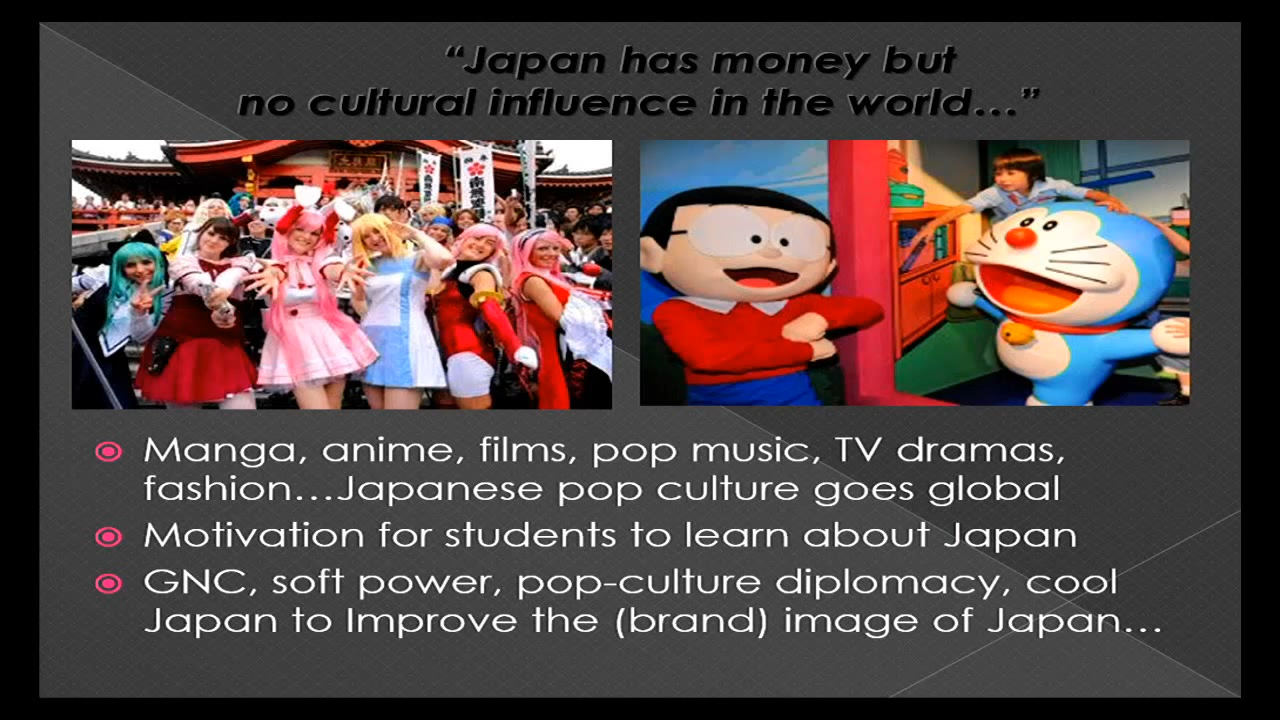 “Japan has money but
no cultural influence in the world…”
Manga, anime, films, pop music, TV dramas,
fashion…Japanese pop culture goes global
Motivation for students to learn about Japan
GNC, soft power, pop-culture diplomacy, cool
Japan to Improve the (brand) image of Japan…